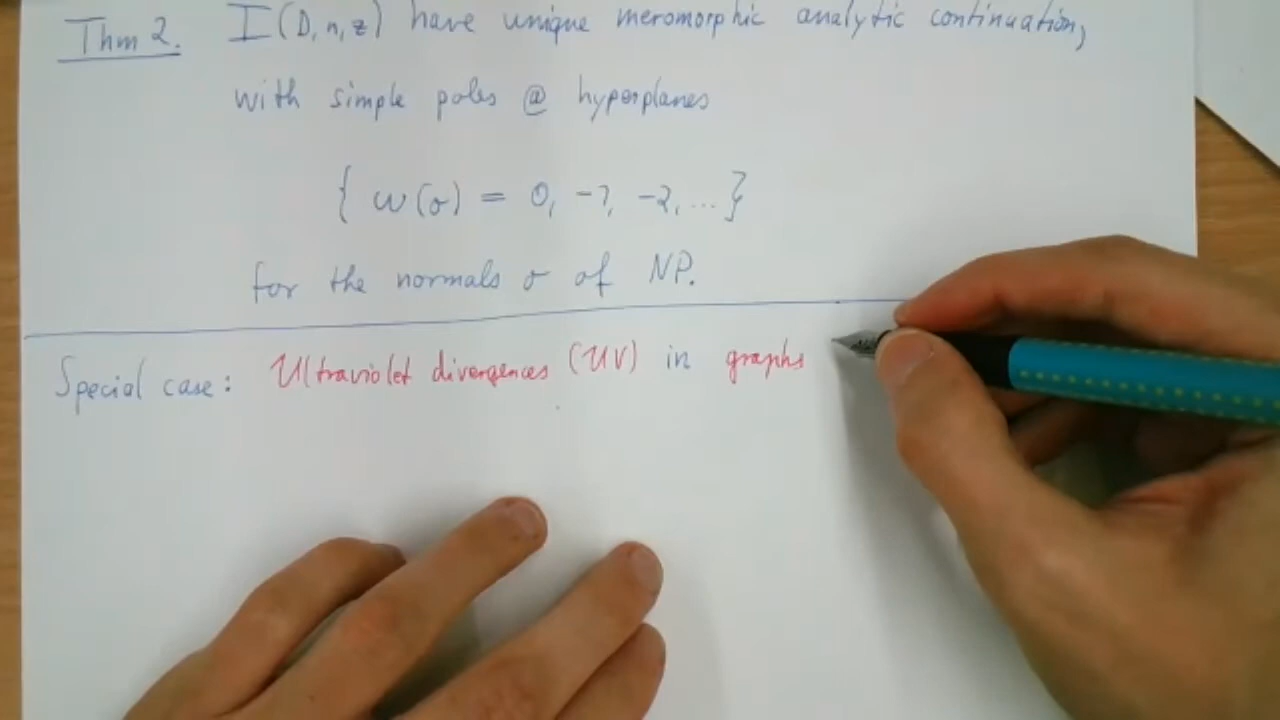 Thm 2. I(D, n, z) have unique meromorphic analytic continuation,
with simple poles @ hyperplanes
{ ω(σ) = 0, -1, -2, ... }
for the normals σ of NP.
Special case: Ultraviolet divergences (UV) in graphs